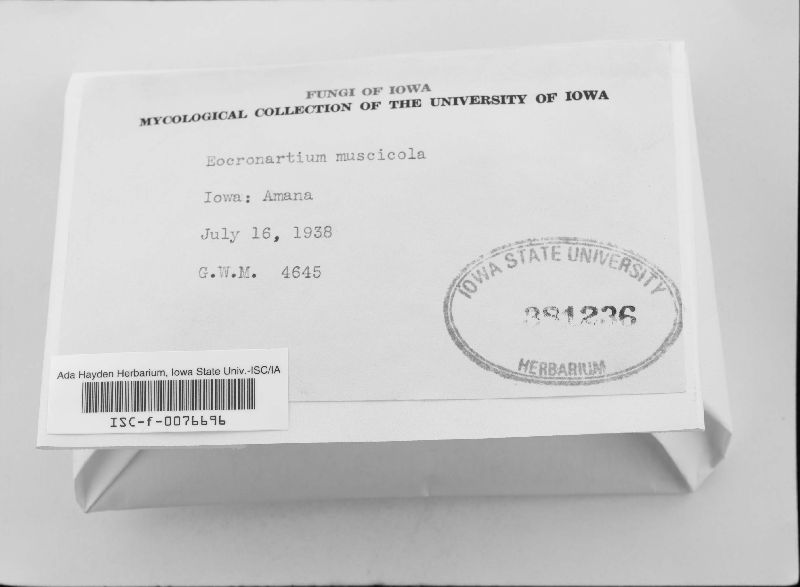 FUNGI OF IOWA
MYCOLOGICAL COLLECTION OF THE UNIVERSITY OF IOWA
Eocronartium muscicola
Iowa: Amana
July 16, 1938
G.W.M. 4645
IOWA STATE UNIVERSITY
381236
HERBARIUM
Ada Hayden Herbarium, Iowa State Univ.-ISC/IA
ISC-f-0076696